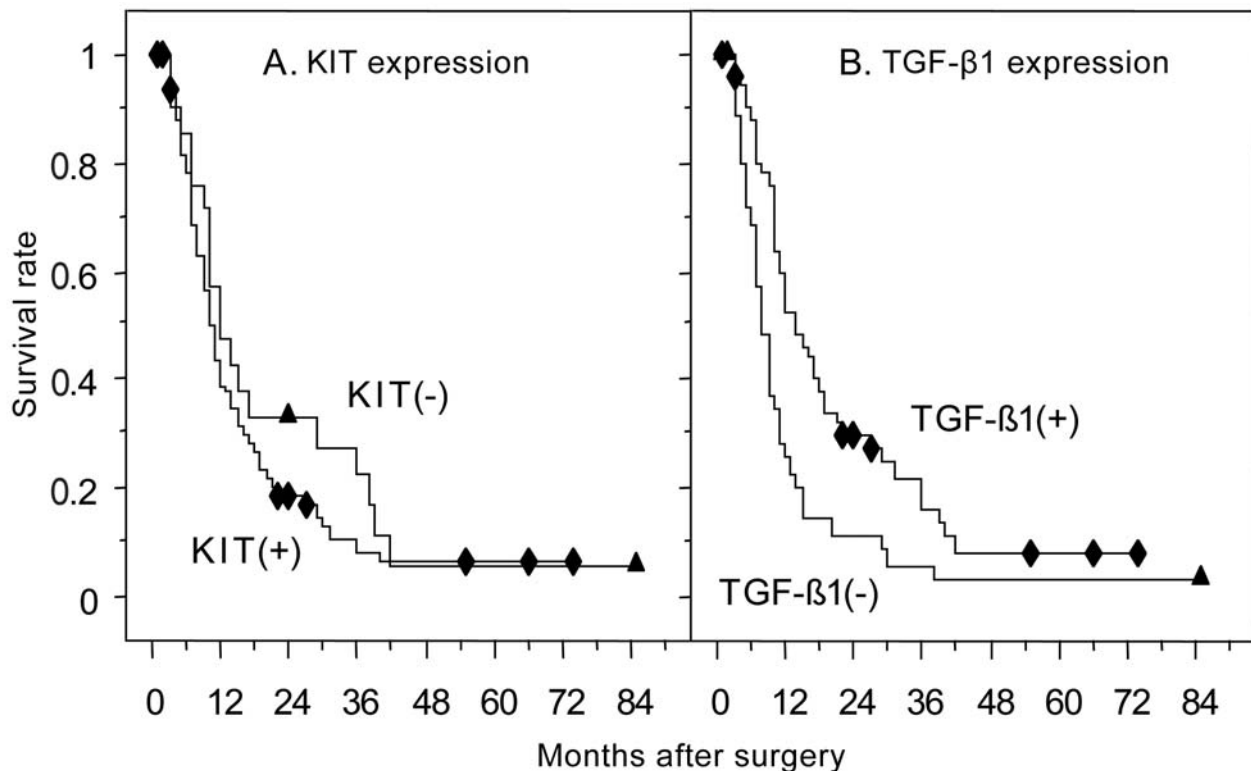 A. KIT expression
B. TGF-β1 expression
Survival rate
1
0.8
0.6
0.4
0.2
0
KIT(-)
KIT(+)
TGF-ß1(+)
TGF-ß1(-)
0 12 24 36 48 60 72 84
0 12 24 36 48 60 72 84
Months after surgery